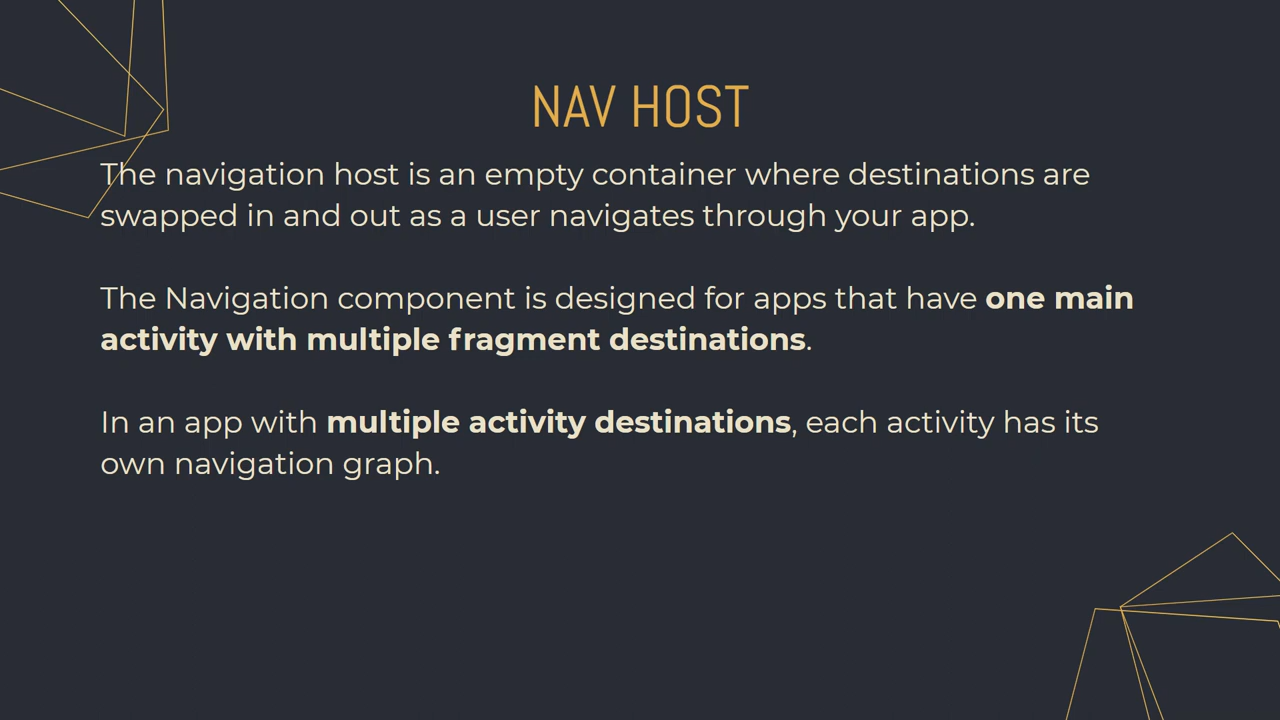 NAV HOST
The navigation host is an empty container where destinations are
swapped in and out as a user navigates through your app.
The Navigation component is designed for apps that have one main
activity with multiple fragment destinations.
In an app with multiple activity destinations, each activity has its
own navigation graph.